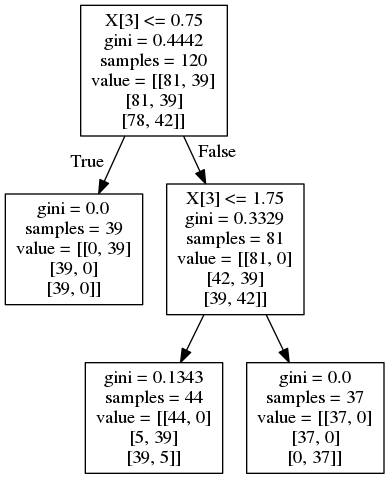 X[3] <= 0.75
gini = 0.4442
samples = 120
value = [[81, 39]
[81, 39]
[78, 42]]
True
False
gini = 0.0
samples = 39
value = [[0, 39]
[39, 0]
[39, 0]]
X[3] <= 1.75
gini = 0.3329
samples = 81
value = [[81, 0]
[42, 39]
[39, 42]]
gini = 0.1343
samples = 44
value = [[44, 0]
[5, 39]
[39, 5]]
gini = 0.0
samples = 37
value = [[37, 0]
[37, 0]
[0, 37]]